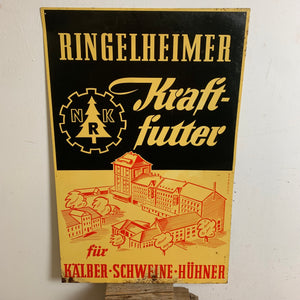 RINGELHEIMER
Kraft-
futter
N R K
für
KÄLBER · SCHWEINE · HÜHNER